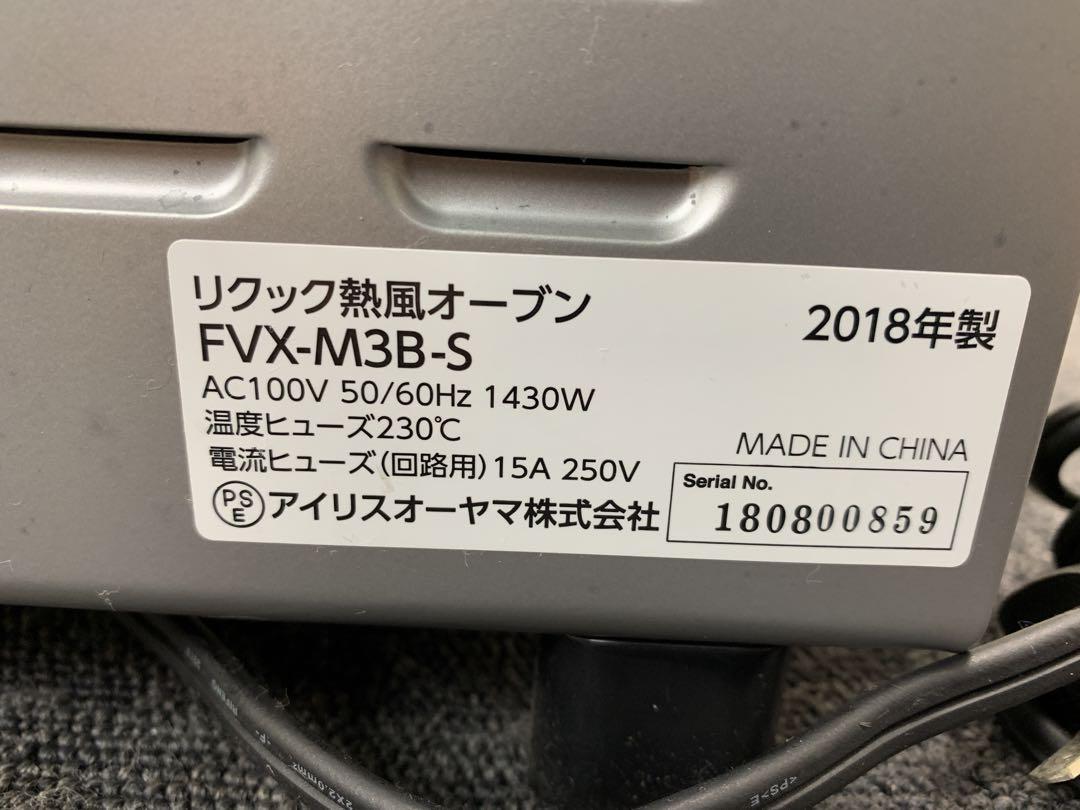 リクック熱風オーブン
FVX-M3B-S
2018年製
AC100V 50/60Hz 1430W
温度ヒューズ230℃
電流ヒューズ(回路用)15A 250V
MADE IN CHINA
PSE アイリスオーヤマ株式会社
Serial No.
180800859
2X2.0mm²
<PS>E